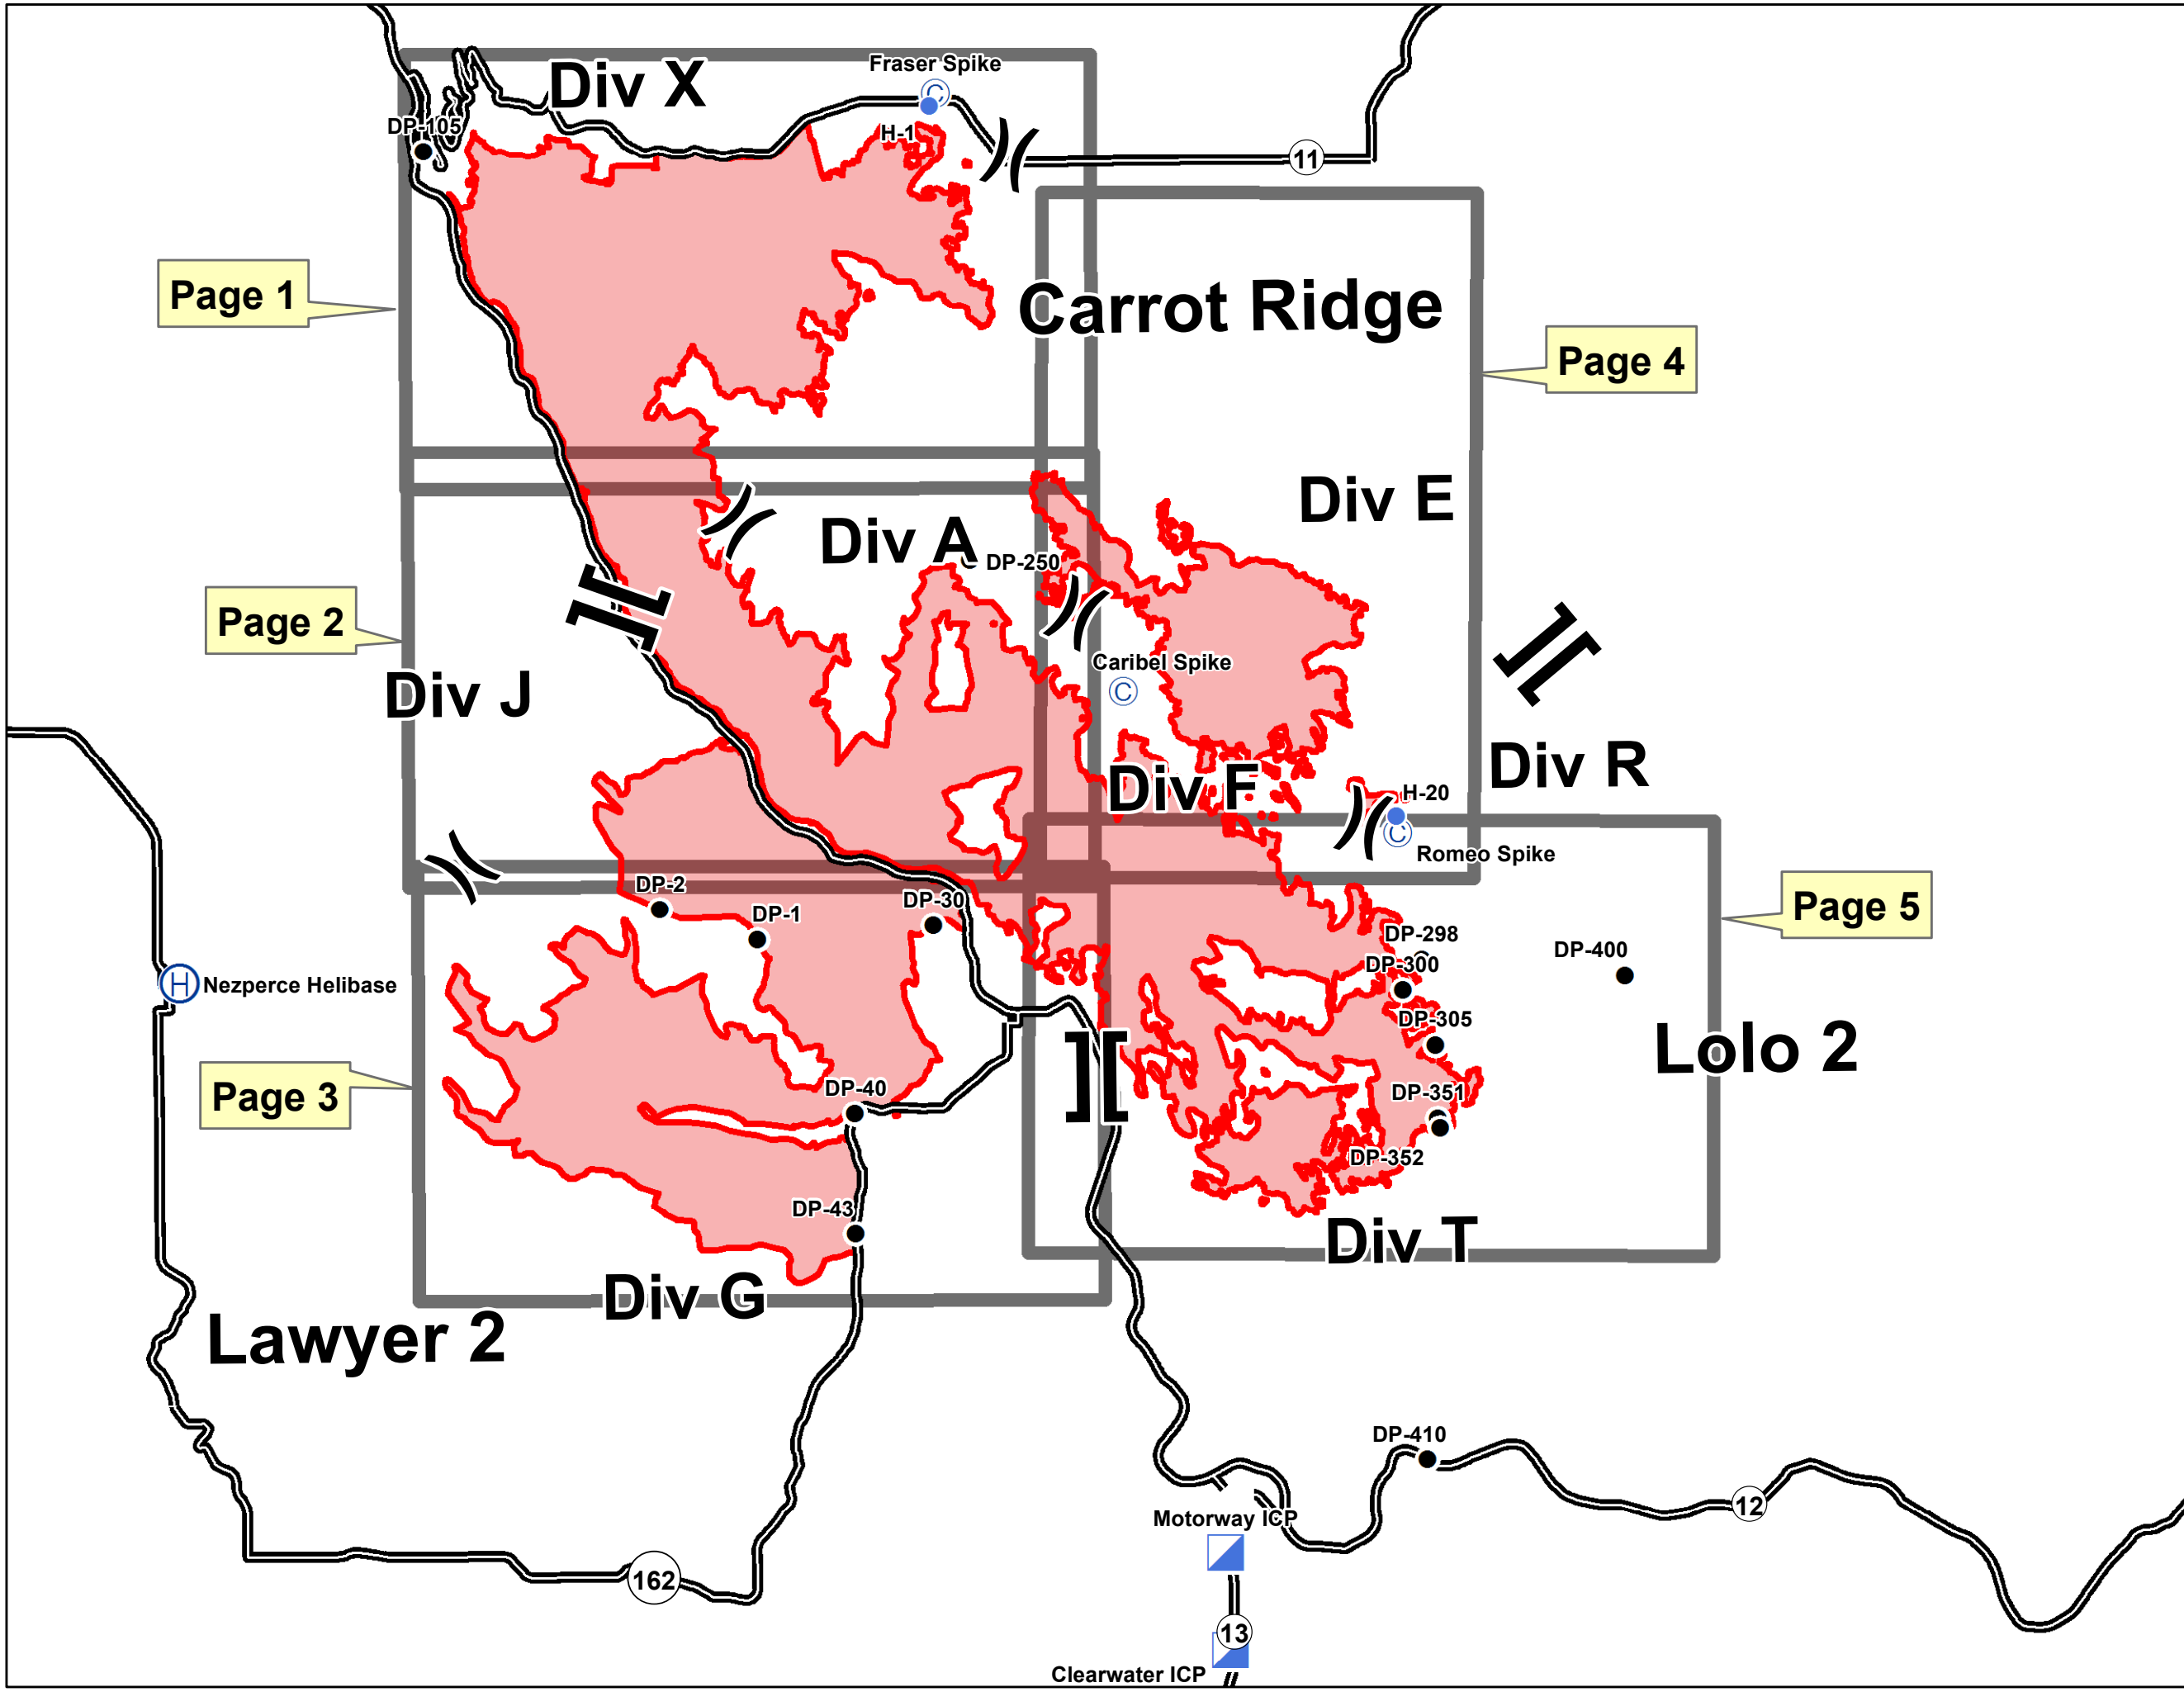 Fraser Spike
C
Div X
DP-105
H-1
11
Page 1
Carrot Ridge
Page 4
Div E
Div A
DP-250
Page 2
Caribel Spike
C
Div J
Div R
Div F
H-20
C
Romeo Spike
DP-2
DP-1
DP-30
Page 5
DP-298
DP-400
DP-300
H
Nezperce Helibase
DP-305
Lolo 2
Page 3
DP-40
DP-351
DP-352
DP-43
Div T
Div G
Lawyer 2
DP-410
12
Motorway ICP
162
13
Clearwater ICP